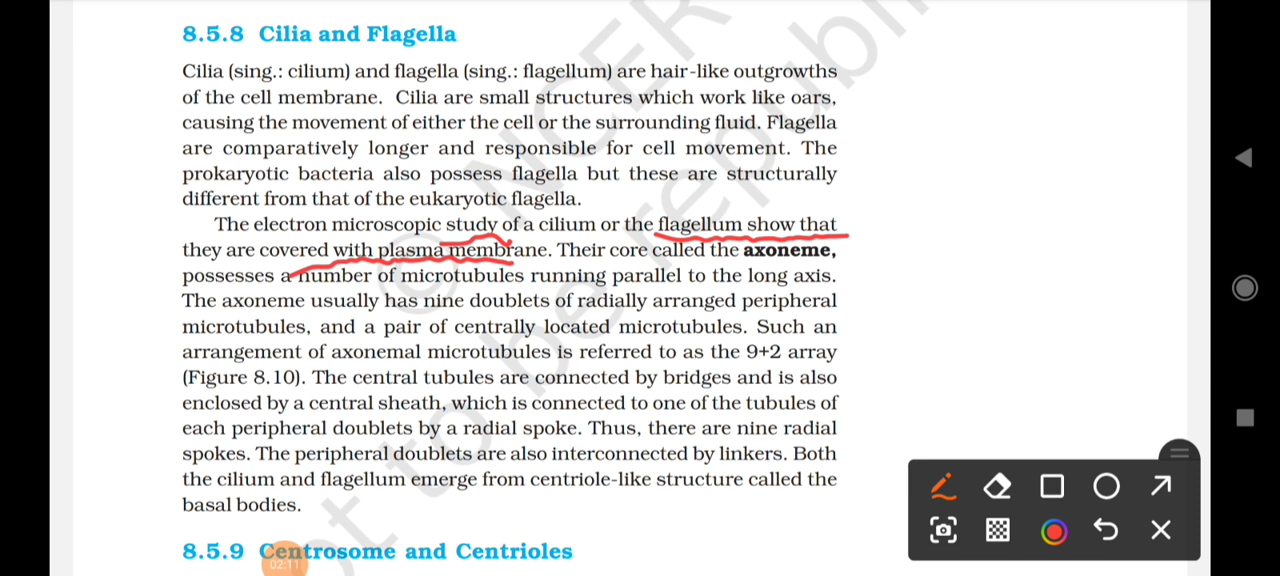 8.5.8 Cilia and Flagella
Cilia (sing.: cilium) and flagella (sing.: flagellum) are hair-like outgrowths
of the cell membrane. Cilia are small structures which work like oars,
causing the movement of either the cell or the surrounding fluid. Flagella
are comparatively longer and responsible for cell movement. The
prokaryotic bacteria also possess flagella but these are structurally
different from that of the eukaryotic flagella.
The electron microscopic study of a cilium or the flagellum show that
they are covered with plasma membrane. Their core called the axoneme,
possesses a number of microtubules running parallel to the long axis.
The axoneme usually has nine doublets of radially arranged peripheral
microtubules, and a pair of centrally located microtubules. Such an
arrangement of axonemal microtubules is referred to as the 9+2 array
(Figure 8.10). The central tubules are connected by bridges and is also
enclosed by a central sheath, which is connected to one of the tubules of
each peripheral doublets by a radial spoke. Thus, there are nine radial
spokes. The peripheral doublets are also interconnected by linkers. Both
the cilium and flagellum emerge from centriole-like structure called the
basal bodies.
8.5.9 Centrosome and Centrioles
02:11
© NCER
not to be republi